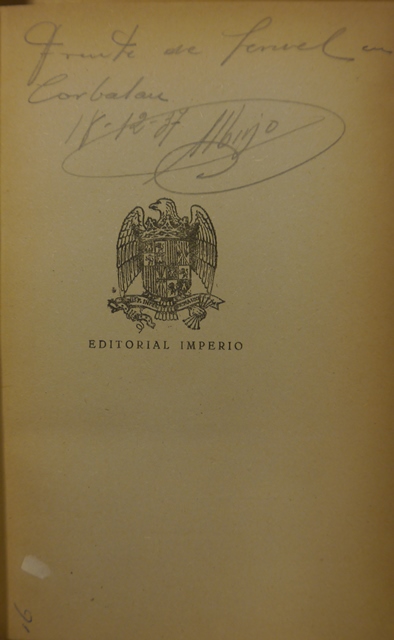 Frente de Teruel en
Corbalan
18-12-37
EDITORIAL IMPERIO